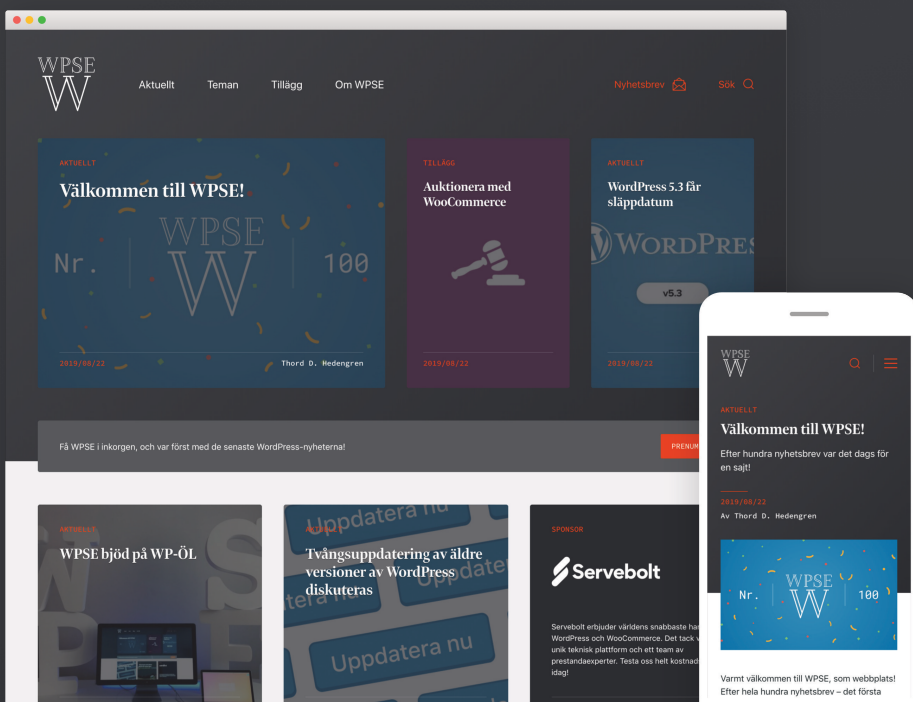 WPSE
W
Aktuellt
Teman
Tillägg
Om WPSE
Nyhetsbrev
Sök
AKTUELLT
Välkommen till WPSE!
WPSE
Nr.
W
100
2019/08/22
Thord D. Hedengren
TILLÄGG
Auktionera med
WooCommerce
2019/08/22
AKTUELLT
WordPress 5.3 får
släppdatum
WORDPRES
v5.3
2019/08/22
Få WPSE i inkorgen, och var först med de senaste WordPress-nyheterna!
PRENUM
AKTUELLT
WPSE bjöd på WP-ÖL
Tvångsuppdatering av äldre
versioner av WordPress
diskuteras
Uppdatera nu
Uppdatera nu
SPONSOR
Servebolt
Servebolt erbjuder världens snabbaste
WordPress och WooCommerce. Det tack
unik teknisk plattform och ett team av
prestandaexperter. Testa oss helt kostnad
idag!
WPSE
W
AKTUELLT
Välkommen till WPSE!
Efter hundra nyhetsbrev var det dags för
en sajt!
2019/08/22
Av Thord D. Hedengren
WPSE
Nr.
W
100
Varmt välkommen till WPSE, som webbplats!
Efter hela hundra nyhetsbrev – det första